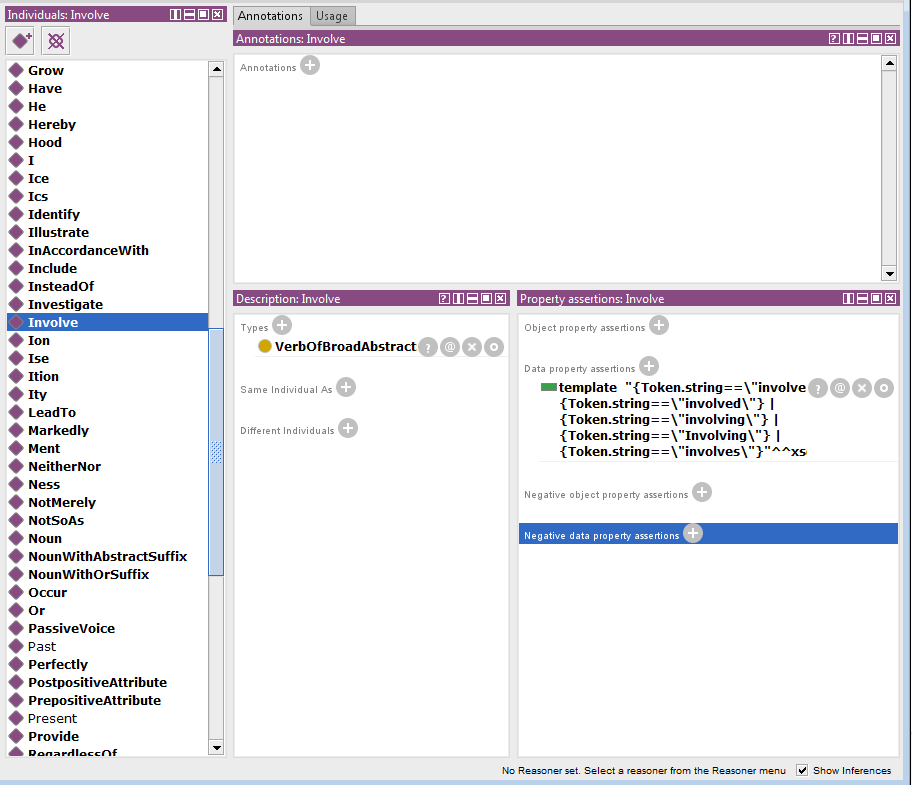 Individuals: Involve
Grow
Have
He
Hereby
Hood
I
Ice
Ics
Identify
Illustrate
InAccordanceWith
Include
InsteadOf
Investigate
Involve
Ion
Ise
Ition
Ity
LeadTo
Markedly
Ment
NeitherNor
Ness
NotMerely
NotSoAs
Noun
NounWithAbstractSuffix
NounWithOrSuffix
Occur
Or
PassiveVoice
Past
Perfectly
PostpositiveAttribute
PrepositiveAttribute
Present
Provide
RegardlessOf
Annotations Usage
Annotations: Involve
Annotations
Description: Involve
Types
VerbOfBroadAbstract
Same Individual As
Different Individuals
Property assertions: Involve
Object property assertions
Data property assertions
template "{Token.string==\"involve
{Token.string==\"involved\"} |
{Token.string==\"involving\"} |
{Token.string==\"Involving\"} |
{Token.string==\"involves\"}"^^xs
Negative object property assertions
Negative data property assertions
No Reasoner set. Select a reasoner from the Reasoner menu Show Inferences